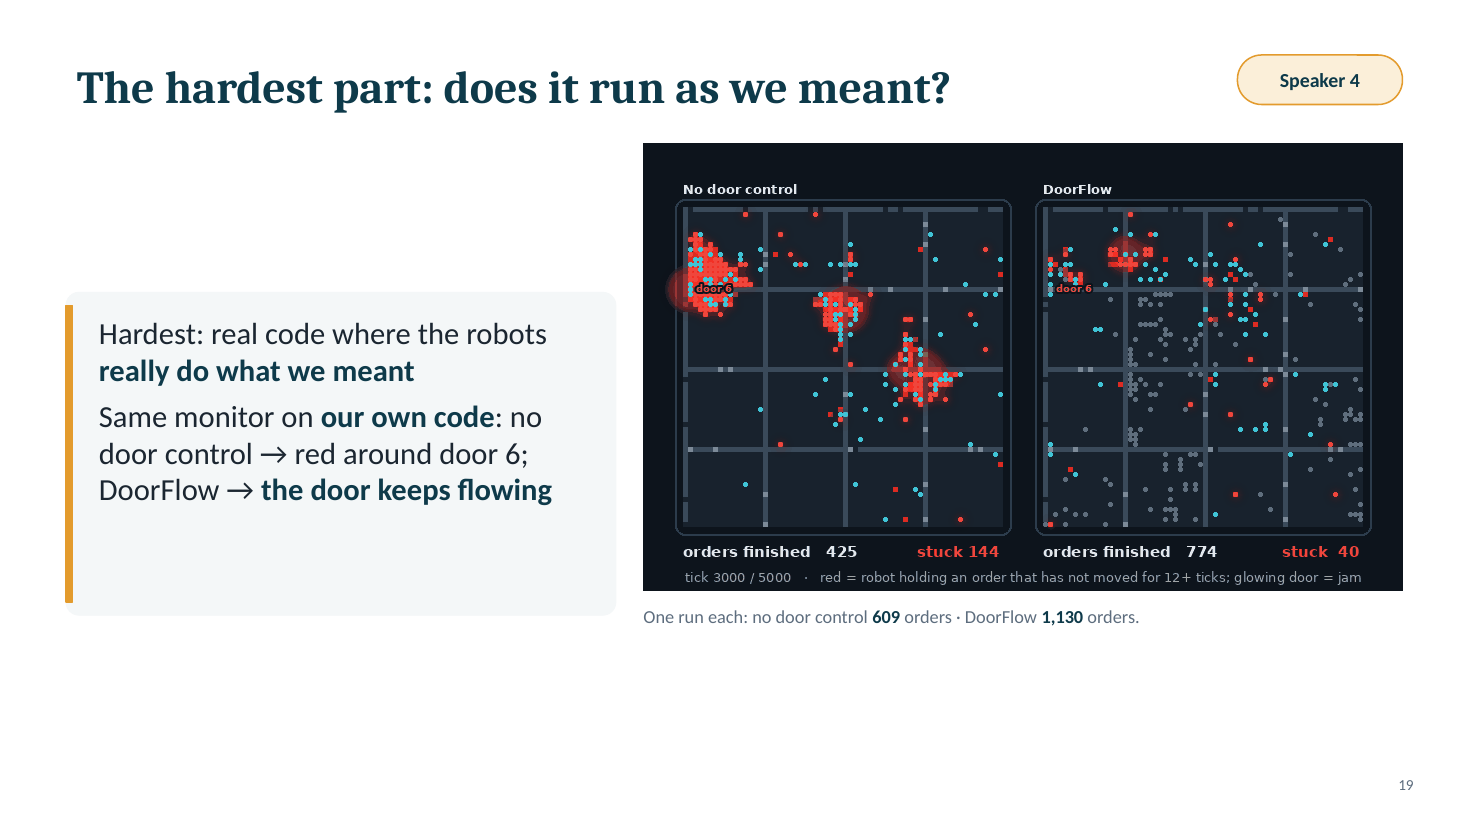 The hardest part: does it run as we meant?
Speaker 4
Hardest: real code where the robots
really do what we meant
Same monitor on our own code: no
door control → red around door 6;
DoorFlow → the door keeps flowing
No door control
door 6
orders finished 425
stuck 144
DoorFlow
door 6
orders finished 774
stuck 40
tick 3000 / 5000 · red = robot holding an order that has not moved for 12+ ticks; glowing door = jam
One run each: no door control 609 orders · DoorFlow 1,130 orders.
19